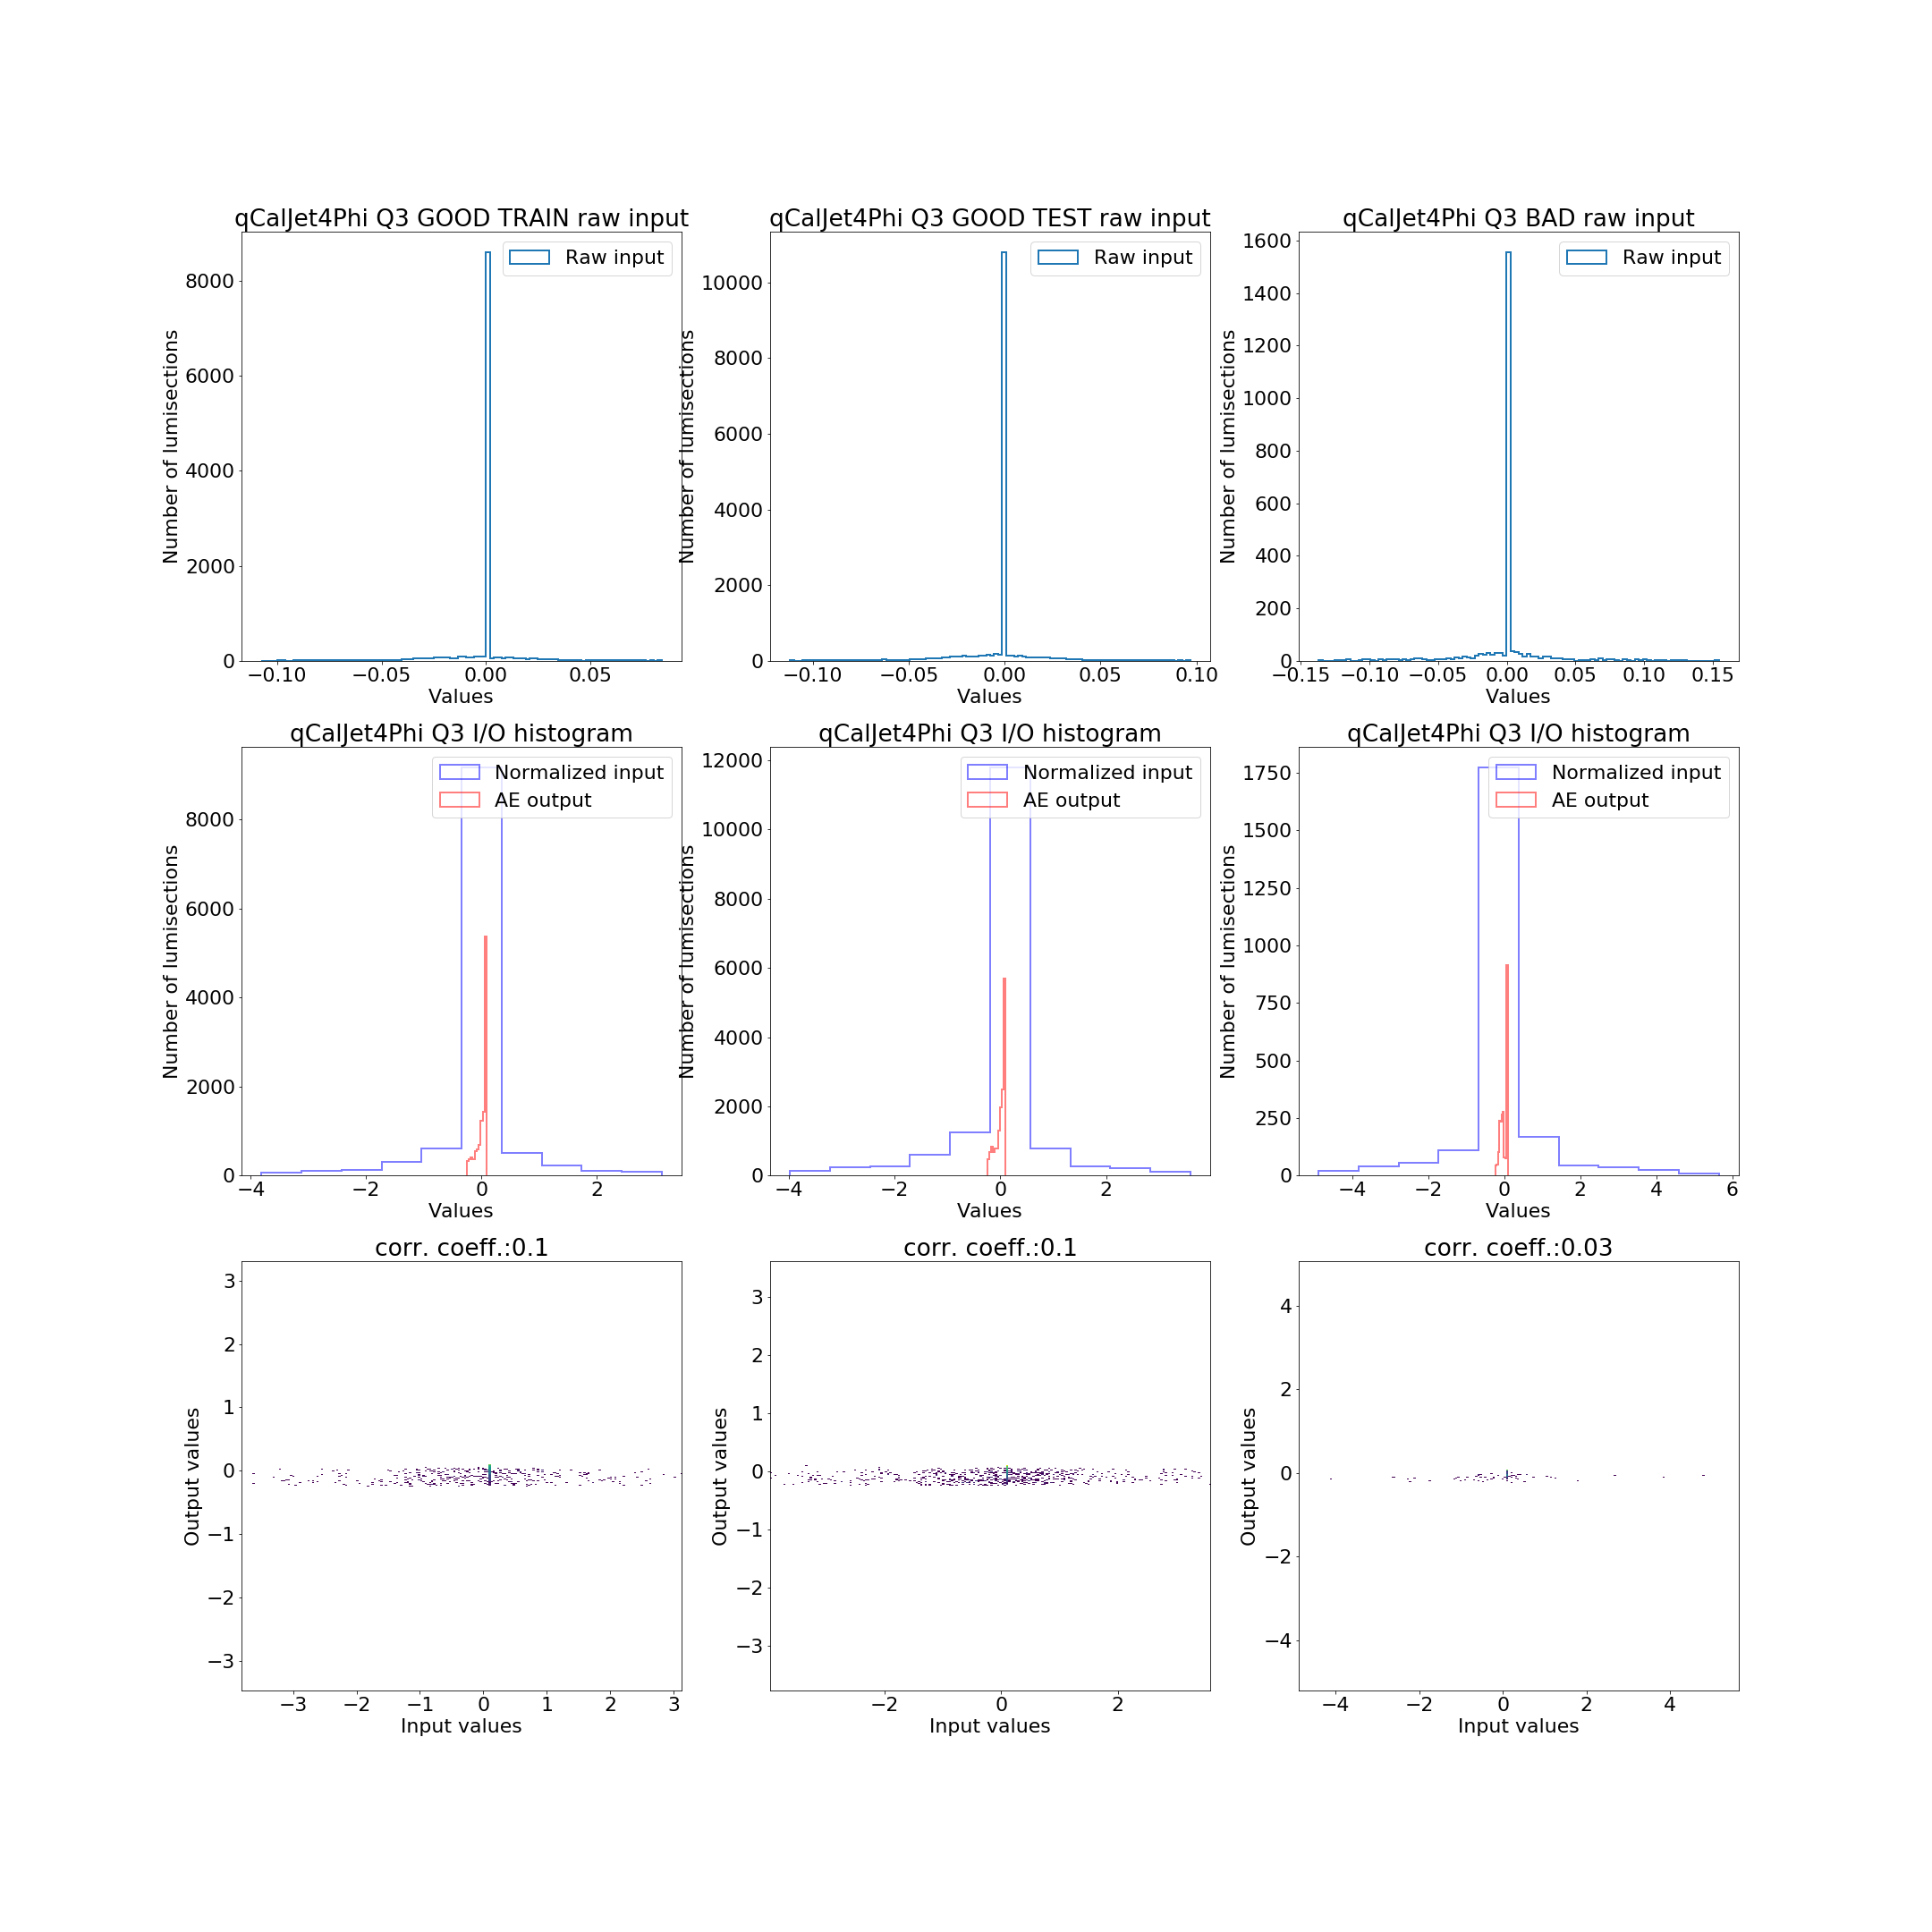 qCalJet4Phi Q3 GOOD TRAIN raw input
Raw input
Number of lumisections
8000
6000
4000
2000
0
−0.10 −0.05 0.00 0.05
Values
qCalJet4Phi Q3 GOOD TEST raw input
Raw input
Number of lumisections
10000
8000
6000
4000
2000
0
−0.10 −0.05 0.00 0.05 0.10
Values
qCalJet4Phi Q3 BAD raw input
Raw input
Number of lumisections
1600
1400
1200
1000
800
600
400
200
0
−0.15 −0.10 −0.05 0.00 0.05 0.10 0.15
Values
qCalJet4Phi Q3 I/O histogram
Normalized input
AE output
Number of lumisections
8000
6000
4000
2000
0
−4 −2 0 2
Values
qCalJet4Phi Q3 I/O histogram
Normalized input
AE output
Number of lumisections
12000
10000
8000
6000
4000
2000
0
−4 −2 0 2
Values
qCalJet4Phi Q3 I/O histogram
Normalized input
AE output
Number of lumisections
1750
1500
1250
1000
750
500
250
0
−4 −2 0 2 4 6
Values
corr. coeff.:0.1
Output values
3
2
1
0
−1
−2
−3
−3 −2 −1 0 1 2 3
Input values
corr. coeff.:0.1
Output values
3
2
1
0
−1
−2
−3
−2 0 2
Input values
corr. coeff.:0.03
Output values
4
2
0
−2
−4
−4 −2 0 2 4
Input values